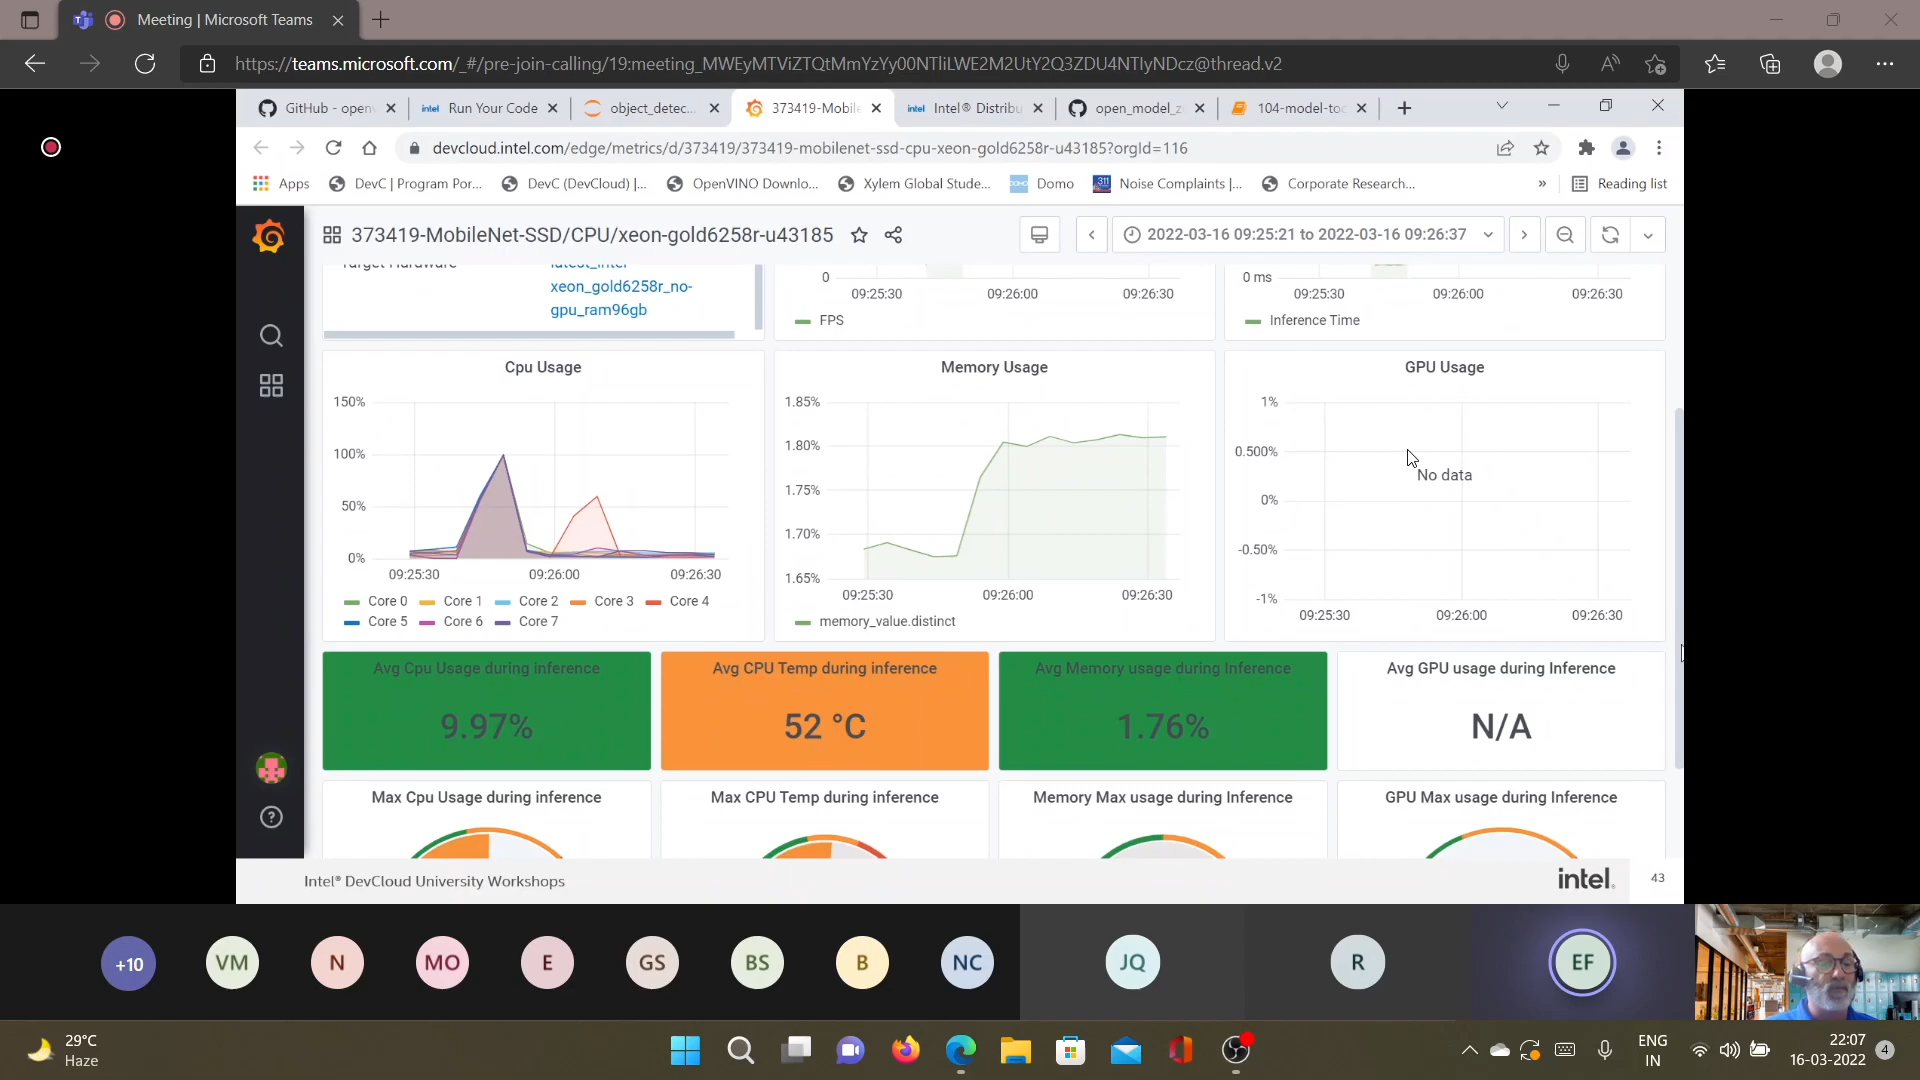 Meeting | Microsoft Teams
https://teams.microsoft.com/_#/pre-join-calling/19:meeting_MWEyMTViZTQtMmYzYy00NTliLWE2M2UtY2Q3ZDU4NTIyNDcz@thread.v2
GitHub - openv
intel Run Your Code
object_detec...
373419-Mobile
intel Intel® Distribu
open_model_z
104-model-too
devcloud.intel.com/edge/metrics/d/373419/373419-mobilenet-ssd-cpu-xeon-gold6258r-u43185?orgId=116
Apps
DevC | Program Por...
DevC (DevCloud) |...
OpenVINO Downlo...
Xylem Global Stude...
DOMO Domo
311 Noise Complaints |...
Corporate Research...
»
Reading list
373419-MobileNet-SSD/CPU/xeon-gold6258r-u43185
2022-03-16 09:25:21 to 2022-03-16 09:26:37
Target Hardware
latest_intel-
xeon_gold6258r_no-
gpu_ram96gb
0
09:25:30 09:26:00 09:26:30
FPS
0 ms
09:25:30 09:26:00 09:26:30
Inference Time
Cpu Usage
150%
100%
50%
0%
09:25:30 09:26:00 09:26:30
Core 0 Core 1 Core 2 Core 3 Core 4
Core 5 Core 6 Core 7
Memory Usage
1.85%
1.80%
1.75%
1.70%
1.65%
09:25:30 09:26:00 09:26:30
memory_value.distinct
GPU Usage
1%
0.500%
0%
-0.50%
-1%
No data
09:25:30 09:26:00 09:26:30
Avg Cpu Usage during inference
9.97%
Avg CPU Temp during inference
52 °C
Avg Memory usage during Inference
1.76%
Avg GPU usage during Inference
N/A
Max Cpu Usage during inference
Max CPU Temp during inference
Memory Max usage during Inference
GPU Max usage during Inference
Intel® DevCloud University Workshops
intel.
43
+10
VM
N
MO
E
GS
BS
B
NC
JQ
R
EF
29°C
Haze
ENG
IN
22:07
16-03-2022
4